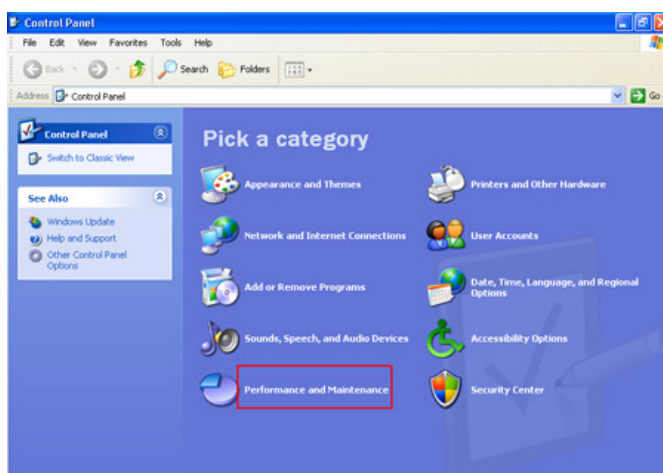 Control Panel
File Edit View Favorites Tools Help
Back Search Folders
Address Control Panel Go
Control Panel
Switch to Classic View
See Also
Windows Update
Help and Support
Other Control Panel
Options
Pick a category
Appearance and Themes
Printers and Other Hardware
Network and Internet Connections
User Accounts
Add or Remove Programs
Date, Time, Language, and Regional
Options
Sounds, Speech, and Audio Devices
Accessibility Options
Performance and Maintenance
Security Center